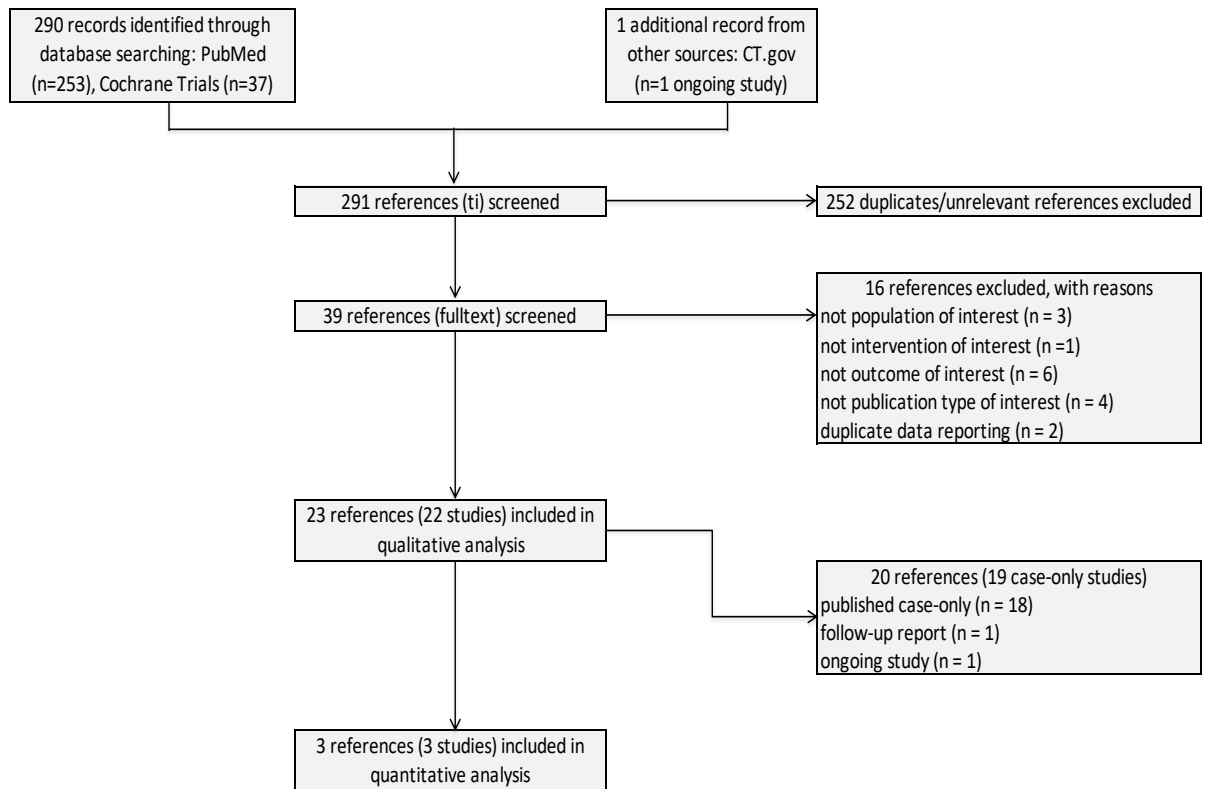 290 records identified through
database searching: PubMed
(n=253), Cochrane Trials (n=37)
1 additional record from
other sources: CT.gov
(n=1 ongoing study)
291 references (ti) screened
252 duplicates/unrelevant references excluded
39 references (fulltext) screened
16 references excluded, with reasons
not population of interest (n = 3)
not intervention of interest (n =1)
not outcome of interest (n = 6)
not publication type of interest (n = 4)
duplicate data reporting (n = 2)
23 references (22 studies) included in
qualitative analysis
20 references (19 case-only studies)
published case-only (n = 18)
follow-up report (n = 1)
ongoing study (n = 1)
3 references (3 studies) included in
quantitative analysis